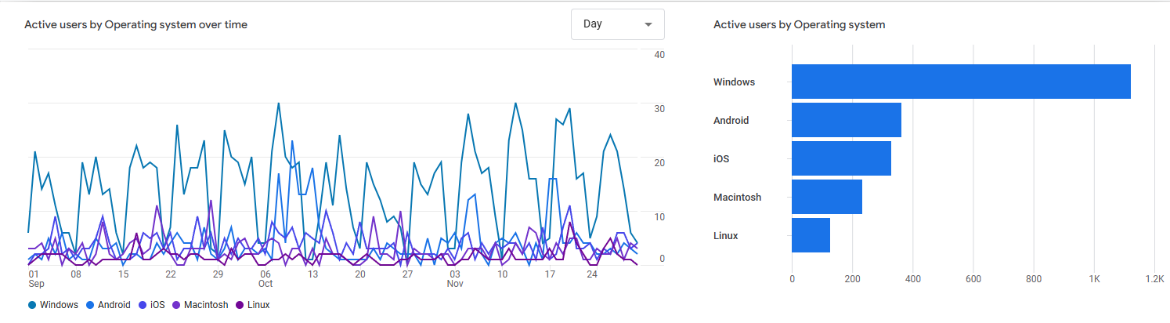 Active users by Operating system over time
Day
40
30
20
10
0
01 08 15 22 29 06 13 20 27 03 10 17 24
Sep Oct Nov
Windows Android iOS Macintosh Linux
Active users by Operating system
Windows
Android
iOS
Macintosh
Linux
0 200 400 600 800 1K 1.2K